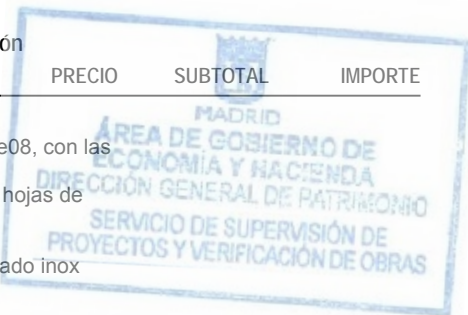 ón
PRECIO SUBTOTAL IMPORTE
MADRID
ÁREA DE GOBIERNO DE
e08, con las
ECONOMÍA Y HACIENDA
DIRECCIÓN GENERAL DE PATRIMONIO
hojas de
SERVICIO DE SUPERVISIÓN DE
PROYECTOS Y VERIFICACIÓN DE OBRAS
ado inox